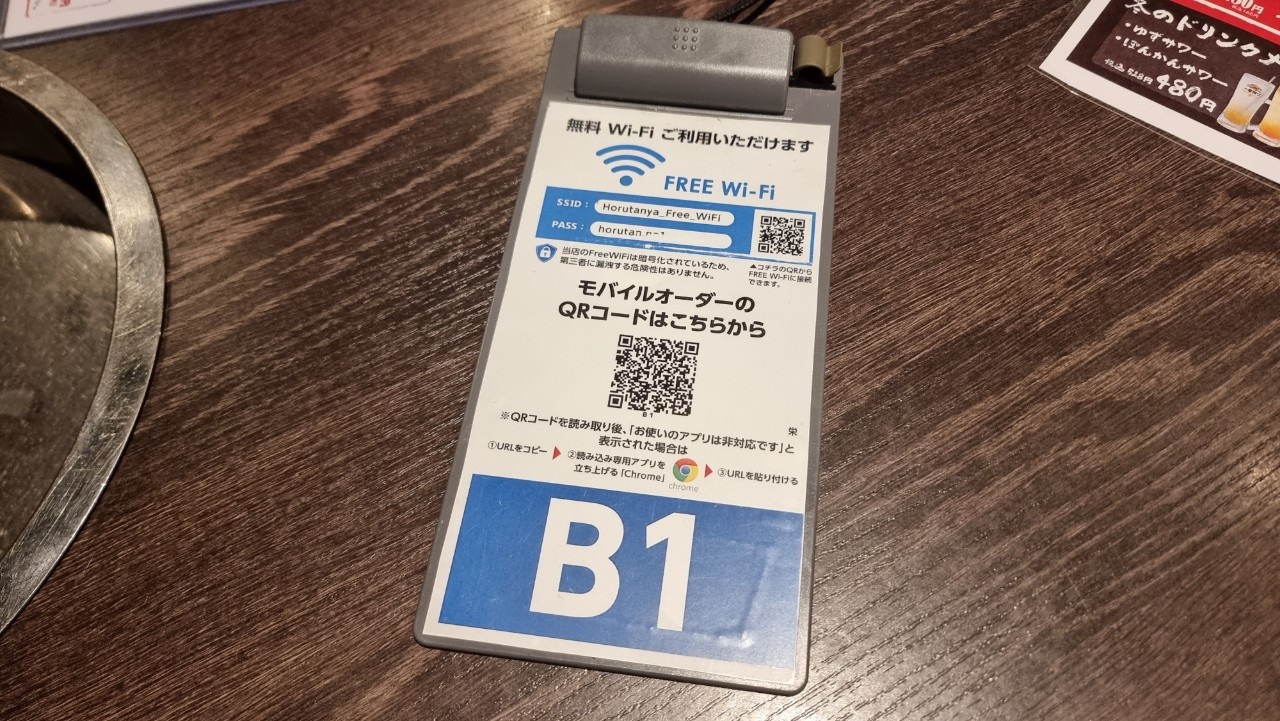 無料 Wi-Fi ご利用いただけます
FREE Wi-Fi
SSID： Horutanya_Free_WiFi
PASS：
当店のFreeWiFiは暗号化されているため、
第三者に漏洩する危険性はありません。
▲コチラのQRから
FREE Wi-Fiに接続
できます。
モバイルオーダーの
QRコードはこちらから
B 1
栄
※QRコードを読み取り後、「お使いのアプリは非対応です」と
表示された場合は
①URLをコピー
②読み込み専用アプリを
立ち上げる「Chrome」
chrome
③URLを貼り付ける
B1
冬のドリンクメ
・ゆずサワー
・ぽんかんサワー
税込528円 480円